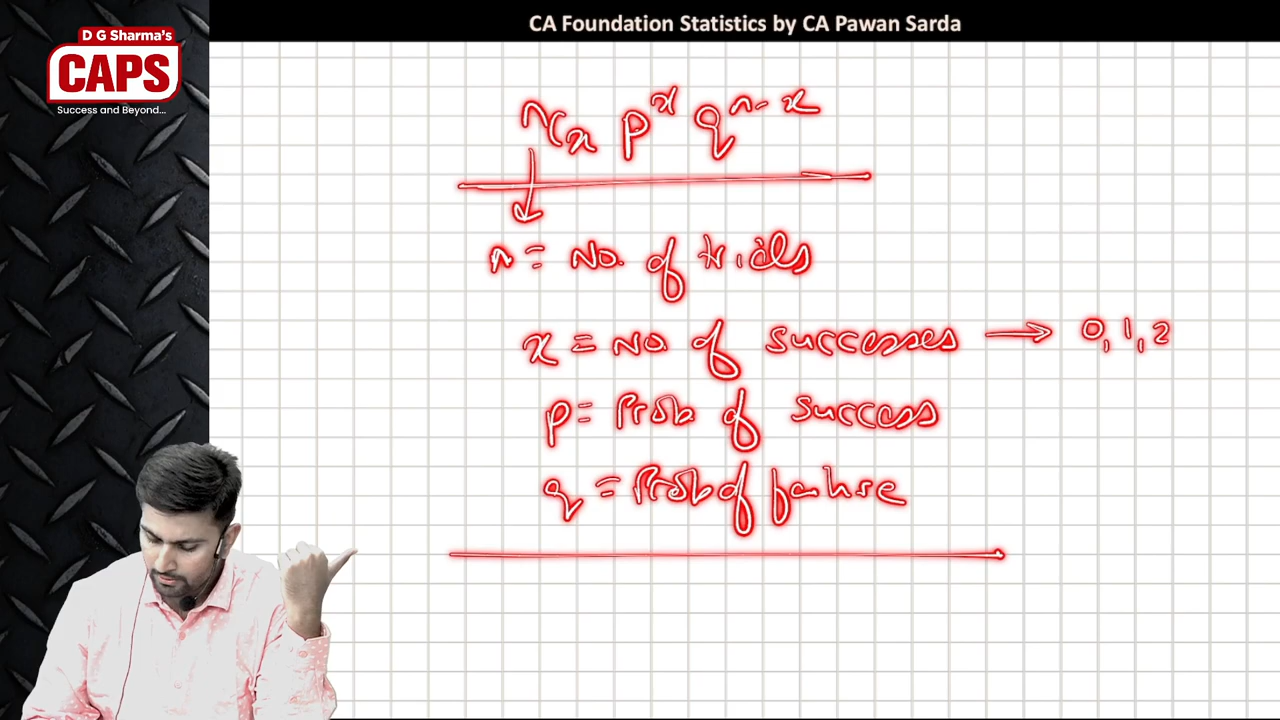 CA Foundation Statistics by CA Pawan Sarda
D G Sharma's
CAPS
Success and Beyond...
ⁿCₓ pˣ qⁿ⁻ˣ
n = No. of trials
x = No. of successes → 0, 1, 2
p = Prob of success
q = Prob of failure